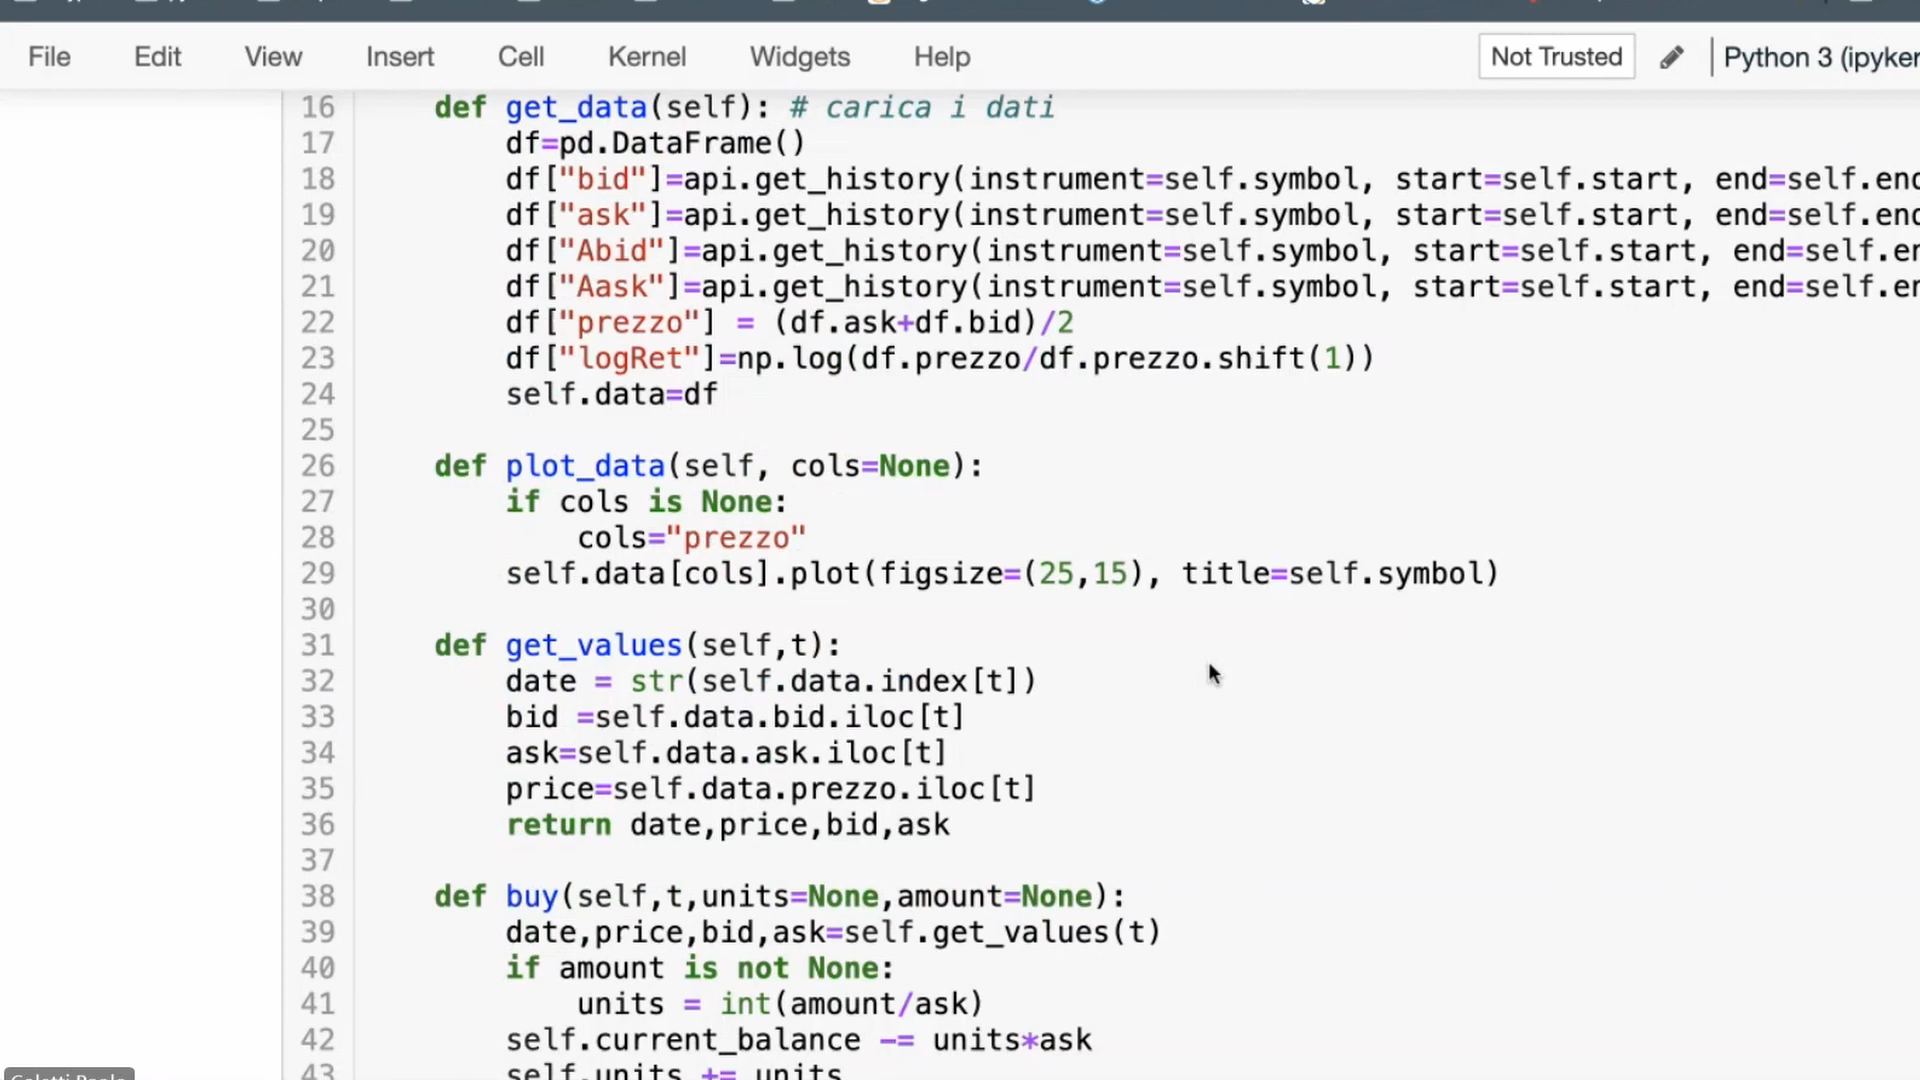 File Edit View Insert Cell Kernel Widgets Help Not Trusted Python 3 (ipyker
16 def get_data(self): # carica i dati
17 df=pd.DataFrame()
18 df["bid"]=api.get_history(instrument=self.symbol, start=self.start, end=self.end
19 df["ask"]=api.get_history(instrument=self.symbol, start=self.start, end=self.end
20 df["Abid"]=api.get_history(instrument=self.symbol, start=self.start, end=self.en
21 df["Aask"]=api.get_history(instrument=self.symbol, start=self.start, end=self.en
22 df["prezzo"] = (df.ask+df.bid)/2
23 df["logRet"]=np.log(df.prezzo/df.prezzo.shift(1))
24 self.data=df
25
26 def plot_data(self, cols=None):
27 if cols is None:
28 cols="prezzo"
29 self.data[cols].plot(figsize=(25,15), title=self.symbol)
30
31 def get_values(self,t):
32 date = str(self.data.index[t])
33 bid =self.data.bid.iloc[t]
34 ask=self.data.ask.iloc[t]
35 price=self.data.prezzo.iloc[t]
36 return date,price,bid,ask
37
38 def buy(self,t,units=None,amount=None):
39 date,price,bid,ask=self.get_values(t)
40 if amount is not None:
41 units = int(amount/ask)
42 self.current_balance -= units*ask
43 self.units += units